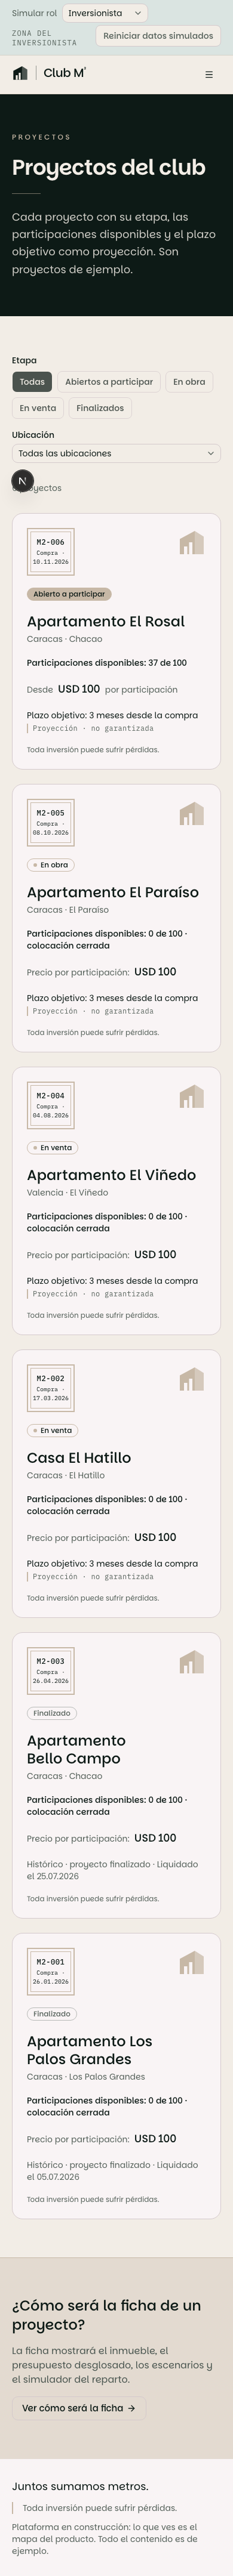 Simular rol Inversionista
ZONA DEL
INVERSIONISTA
Reiniciar datos simulados
Club M²
PROYECTOS
Proyectos del club
Cada proyecto con su etapa, las
participaciones disponibles y el plazo
objetivo como proyección. Son
proyectos de ejemplo.
Etapa
Todas Abiertos a participar En obra
En venta Finalizados
Ubicación
Todas las ubicaciones
N
yectos
M2-006
Compra ·
10.11.2026
Abierto a participar
Apartamento El Rosal
Caracas · Chacao
Participaciones disponibles: 37 de 100
Desde USD 100 por participación
Plazo objetivo: 3 meses desde la compra
Proyección · no garantizada
Toda inversión puede sufrir pérdidas.
M2-005
Compra ·
08.10.2026
En obra
Apartamento El Paraíso
Caracas · El Paraíso
Participaciones disponibles: 0 de 100 ·
colocación cerrada
Precio por participación: USD 100
Plazo objetivo: 3 meses desde la compra
Proyección · no garantizada
Toda inversión puede sufrir pérdidas.
M2-004
Compra ·
04.08.2026
En venta
Apartamento El Viñedo
Valencia · El Viñedo
Participaciones disponibles: 0 de 100 ·
colocación cerrada
Precio por participación: USD 100
Plazo objetivo: 3 meses desde la compra
Proyección · no garantizada
Toda inversión puede sufrir pérdidas.
M2-002
Compra ·
17.03.2026
En venta
Casa El Hatillo
Caracas · El Hatillo
Participaciones disponibles: 0 de 100 ·
colocación cerrada
Precio por participación: USD 100
Plazo objetivo: 3 meses desde la compra
Proyección · no garantizada
Toda inversión puede sufrir pérdidas.
M2-003
Compra ·
26.04.2026
Finalizado
Apartamento
Bello Campo
Caracas · Chacao
Participaciones disponibles: 0 de 100 ·
colocación cerrada
Precio por participación: USD 100
Histórico · proyecto finalizado · Liquidado
el 25.07.2026
Toda inversión puede sufrir pérdidas.
M2-001
Compra ·
26.01.2026
Finalizado
Apartamento Los
Palos Grandes
Caracas · Los Palos Grandes
Participaciones disponibles: 0 de 100 ·
colocación cerrada
Precio por participación: USD 100
Histórico · proyecto finalizado · Liquidado
el 05.07.2026
Toda inversión puede sufrir pérdidas.
¿Cómo será la ficha de un
proyecto?
La ficha mostrará el inmueble, el
presupuesto desglosado, los escenarios y
el simulador del reparto.
Ver cómo será la ficha →
Juntos sumamos metros.
Toda inversión puede sufrir pérdidas.
Plataforma en construcción: lo que ves es el
mapa del producto. Todo el contenido es de
ejemplo.